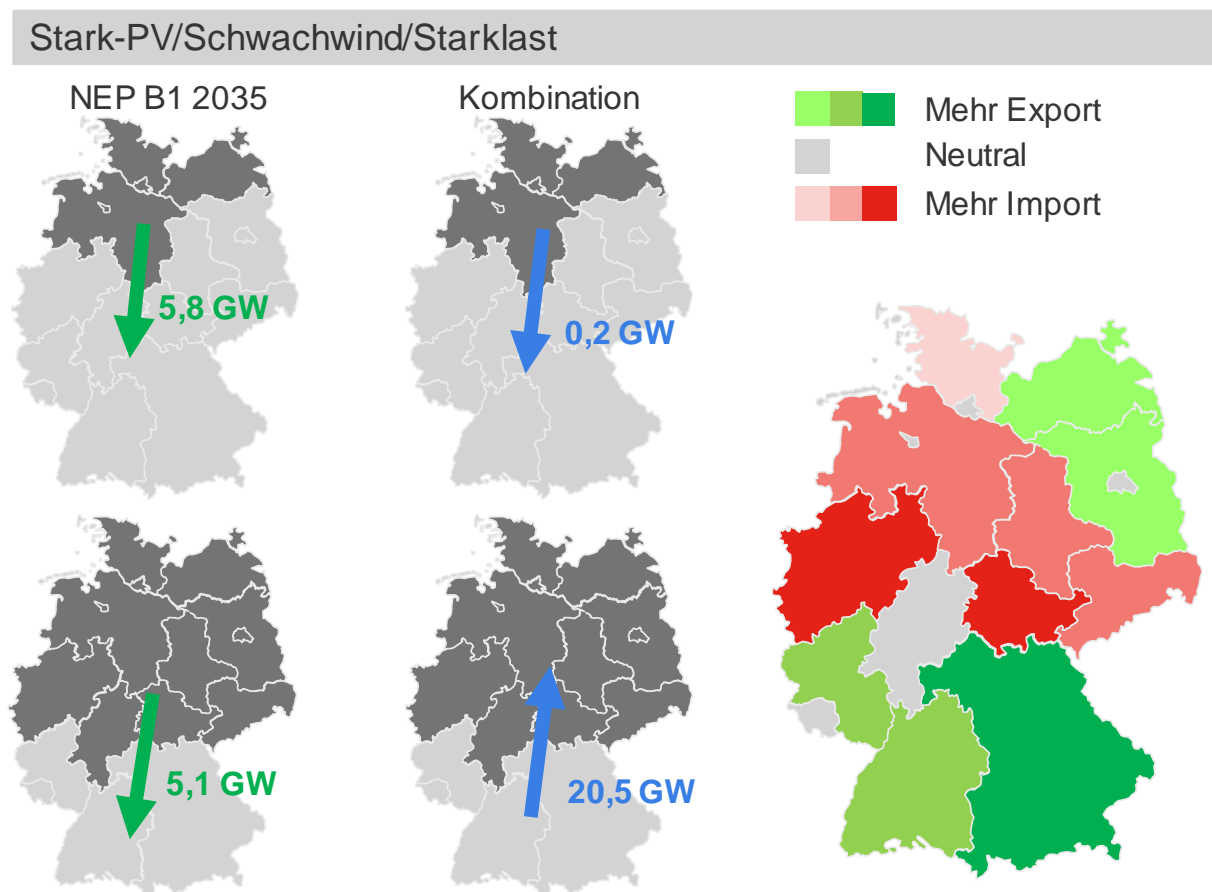 Stark-PV/Schwachwind/Starklast
NEP B1 2035
Kombination
Mehr Export
Neutral
Mehr Import
5,8 GW
0,2 GW
5,1 GW
20,5 GW